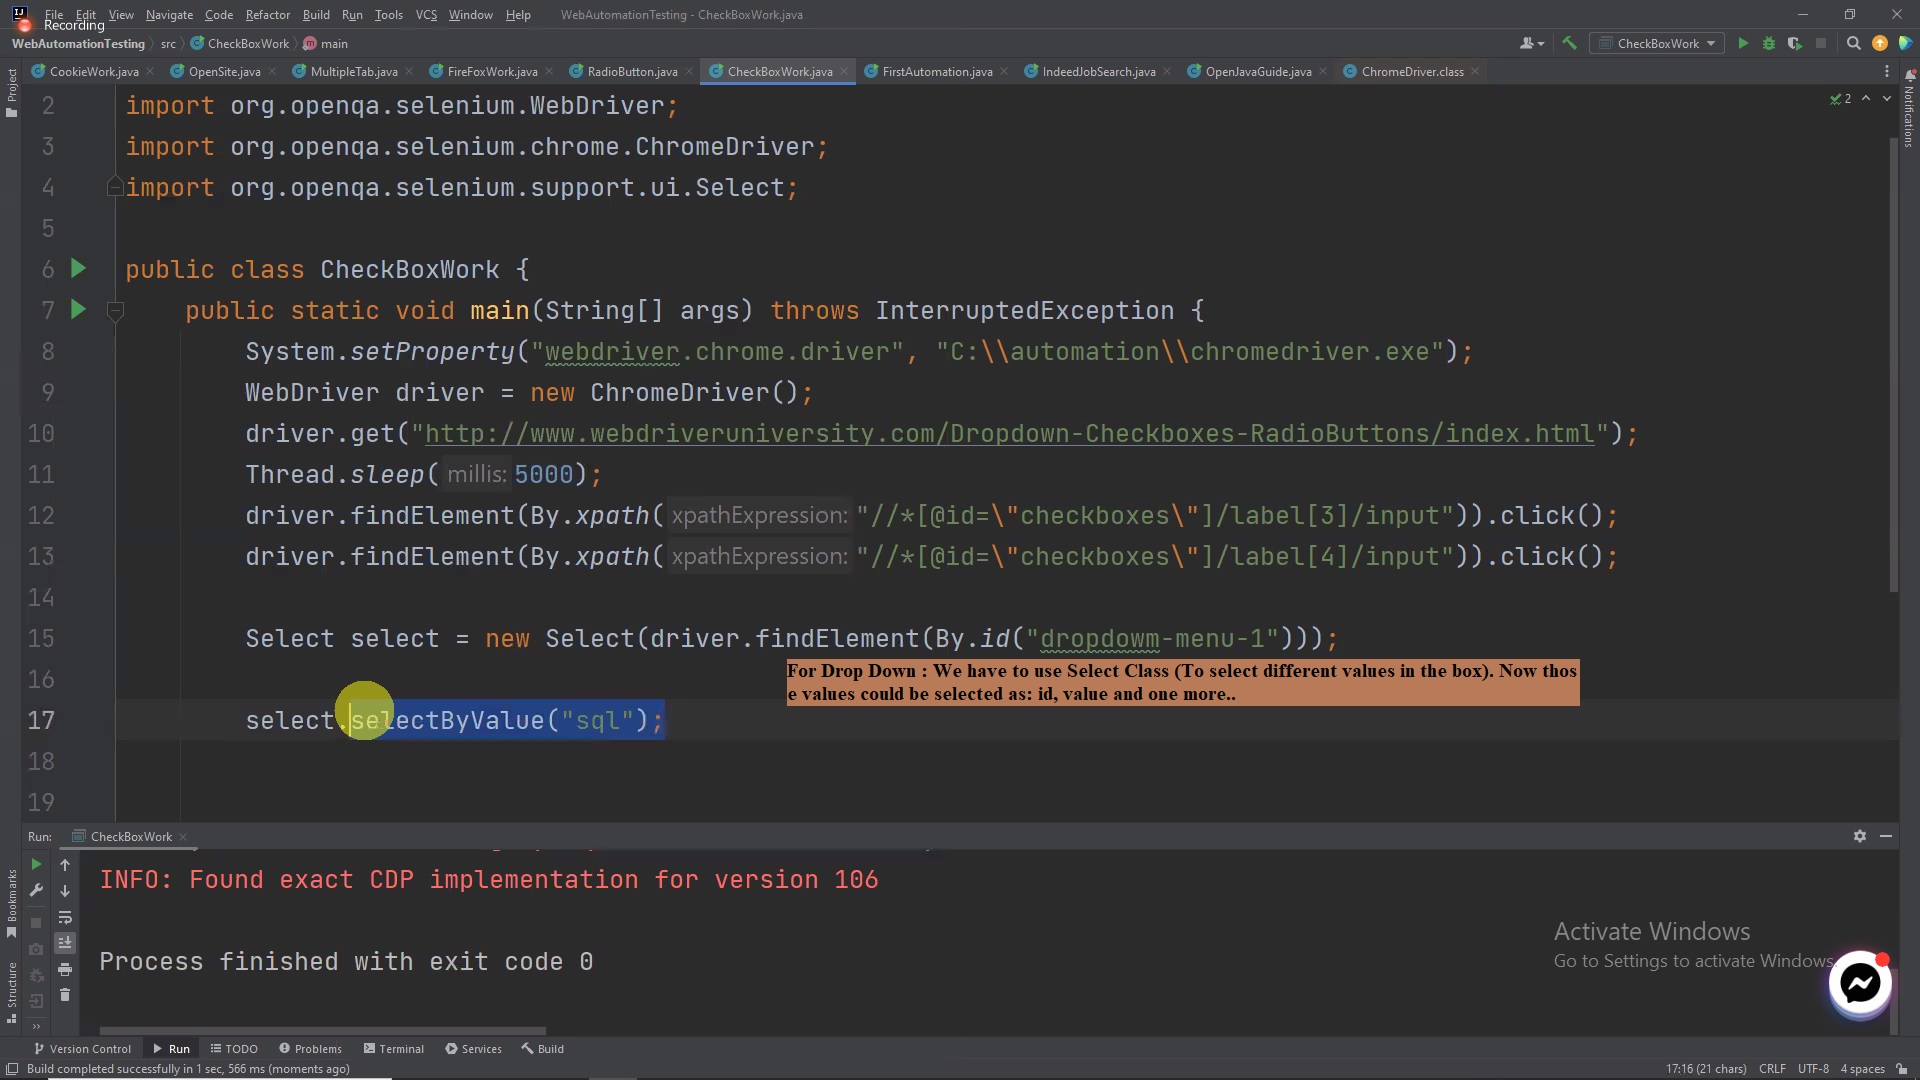 File Edit View Navigate Code Refactor Build Run Tools VCS Window Help WebAutomationTesting - CheckBoxWork.java
Recording
WebAutomationTesting src CheckBoxWork main CheckBoxWork
CookieWork.java OpenSite.java MultipleTab.java FireFoxWork.java RadioButton.java CheckBoxWork.java FirstAutomation.java IndeedJobSearch.java OpenJavaGuide.java ChromeDriver.class
Project
Notifications
2
2 import org.openqa.selenium.WebDriver;
3 import org.openqa.selenium.chrome.ChromeDriver;
4 import org.openqa.selenium.support.ui.Select;
5
6 public class CheckBoxWork {
7 public static void main(String[] args) throws InterruptedException {
8 System.setProperty("webdriver.chrome.driver", "C:\\automation\\chromedriver.exe");
9 WebDriver driver = new ChromeDriver();
10 driver.get("http://www.webdriveruniversity.com/Dropdown-Checkboxes-RadioButtons/index.html");
11 Thread.sleep( millis: 5000);
12 driver.findElement(By.xpath( xpathExpression: "//*[@id=\"checkboxes\"]/label[3]/input")).click();
13 driver.findElement(By.xpath( xpathExpression: "//*[@id=\"checkboxes\"]/label[4]/input")).click();
14
15 Select select = new Select(driver.findElement(By.id("dropdowm-menu-1")));
16
For Drop Down : We have to use Select Class (To select different values in the box). Now thos
e values could be selected as: id, value and one more..
17 select.selectByValue("sql");
18
19
Run: CheckBoxWork
INFO: Found exact CDP implementation for version 106
Process finished with exit code 0
Bookmarks
Structure
Activate Windows
Go to Settings to activate Windows.
Version Control Run TODO Problems Terminal Services Build
Build completed successfully in 1 sec, 566 ms (moments ago) 17:16 (21 chars) CRLF UTF-8 4 spaces